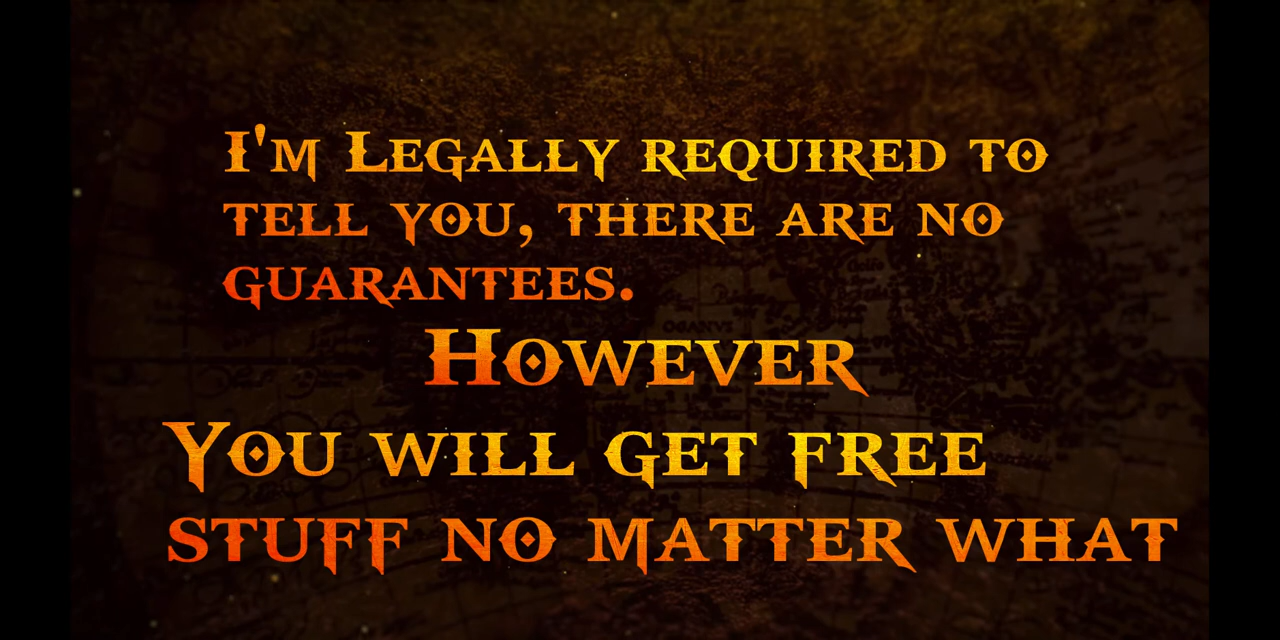 I'm Legally required to
tell you, there are no
guarantees.
However
You will get free
stuff no matter what